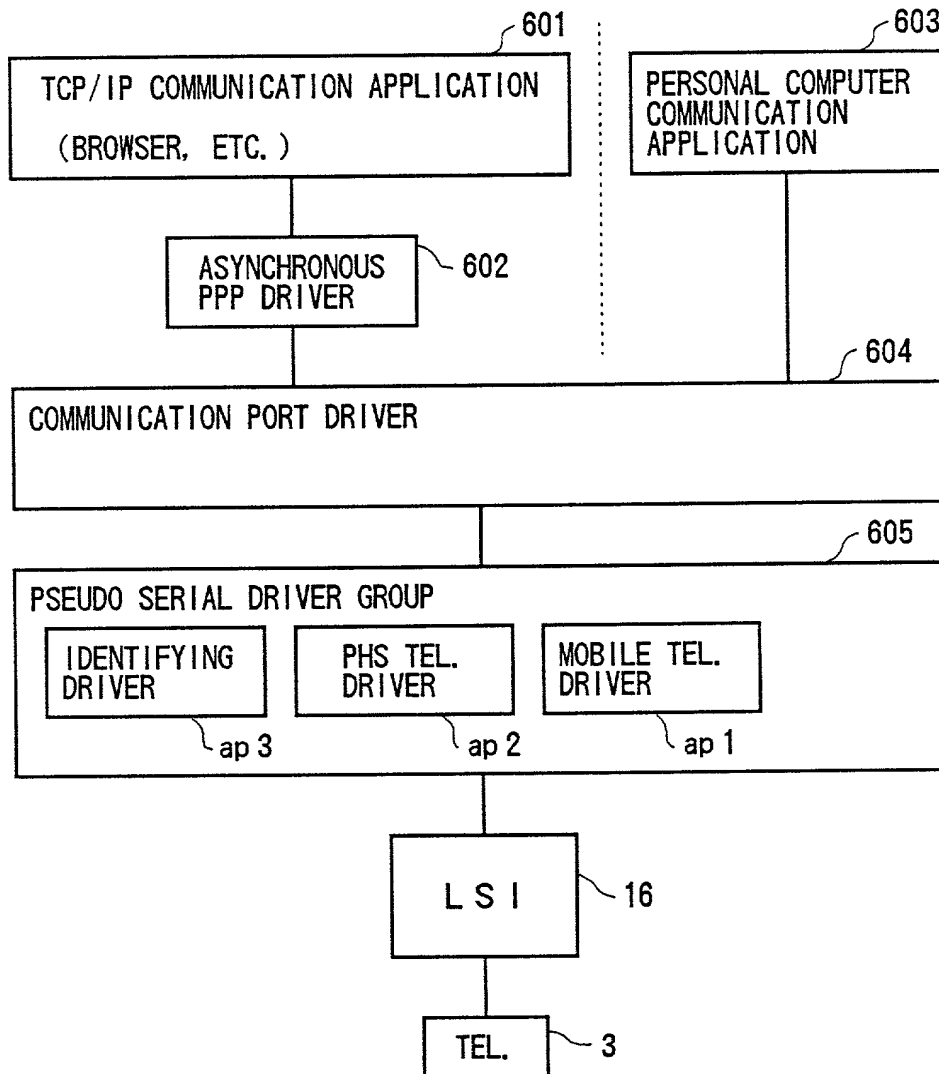 601
TCP/IP COMMUNICATION APPLICATION
(BROWSER, ETC.)
603
PERSONAL COMPUTER
COMMUNICATION
APPLICATION
ASYNCHRONOUS
PPP DRIVER
602
604
COMMUNICATION PORT DRIVER
605
PSEUDO SERIAL DRIVER GROUP
IDENTIFYING
DRIVER
ap 3
PHS TEL.
DRIVER
ap 2
MOBILE TEL.
DRIVER
ap 1
LSI
16
TEL.
3